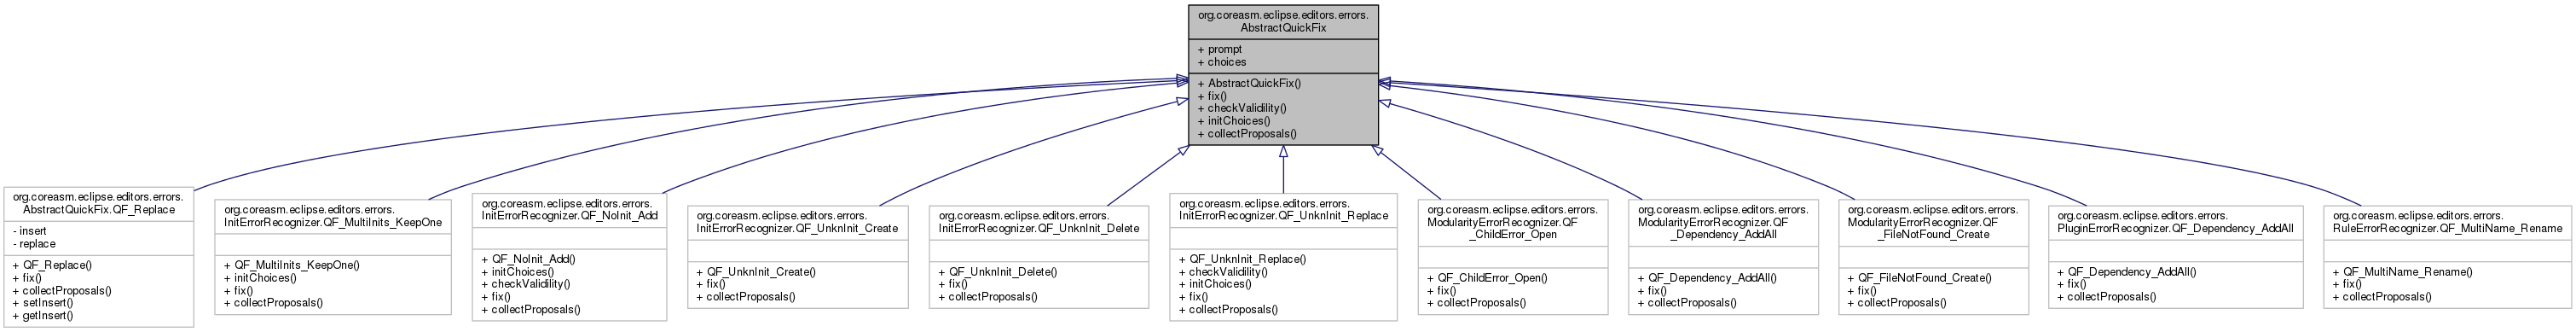 org.coreasm.eclipse.editors.errors.
AbstractQuickFix
+ prompt
+ choices
+ AbstractQuickFix()
+ fix()
+ checkValidility()
+ initChoices()
+ collectProposals()
org.coreasm.eclipse.editors.errors.
AbstractQuickFix.QF_Replace
- insert
- replace
+ QF_Replace()
+ fix()
+ collectProposals()
+ setInsert()
+ getInsert()
org.coreasm.eclipse.editors.errors.
InitErrorRecognizer.QF_MultiInits_KeepOne
+ QF_MultiInits_KeepOne()
+ initChoices()
+ fix()
+ collectProposals()
org.coreasm.eclipse.editors.errors.
InitErrorRecognizer.QF_NoInit_Add
+ QF_NoInit_Add()
+ initChoices()
+ checkValidility()
+ fix()
+ collectProposals()
org.coreasm.eclipse.editors.errors.
InitErrorRecognizer.QF_UnknInit_Create
+ QF_UnknInit_Create()
+ fix()
+ collectProposals()
org.coreasm.eclipse.editors.errors.
InitErrorRecognizer.QF_UnknInit_Delete
+ QF_UnknInit_Delete()
+ fix()
+ collectProposals()
org.coreasm.eclipse.editors.errors.
InitErrorRecognizer.QF_UnknInit_Replace
+ QF_UnknInit_Replace()
+ checkValidility()
+ initChoices()
+ fix()
+ collectProposals()
org.coreasm.eclipse.editors.errors.
ModularityErrorRecognizer.QF
_ChildError_Open
+ QF_ChildError_Open()
+ fix()
+ collectProposals()
org.coreasm.eclipse.editors.errors.
ModularityErrorRecognizer.QF
_Dependency_AddAll
+ QF_Dependency_AddAll()
+ fix()
+ collectProposals()
org.coreasm.eclipse.editors.errors.
ModularityErrorRecognizer.QF
_FileNotFound_Create
+ QF_FileNotFound_Create()
+ fix()
+ collectProposals()
org.coreasm.eclipse.editors.errors.
PluginErrorRecognizer.QF_Dependency_AddAll
+ QF_Dependency_AddAll()
+ fix()
+ collectProposals()
org.coreasm.eclipse.editors.errors.
RuleErrorRecognizer.QF_MultiName_Rename
+ QF_MultiName_Rename()
+ fix()
+ collectProposals()